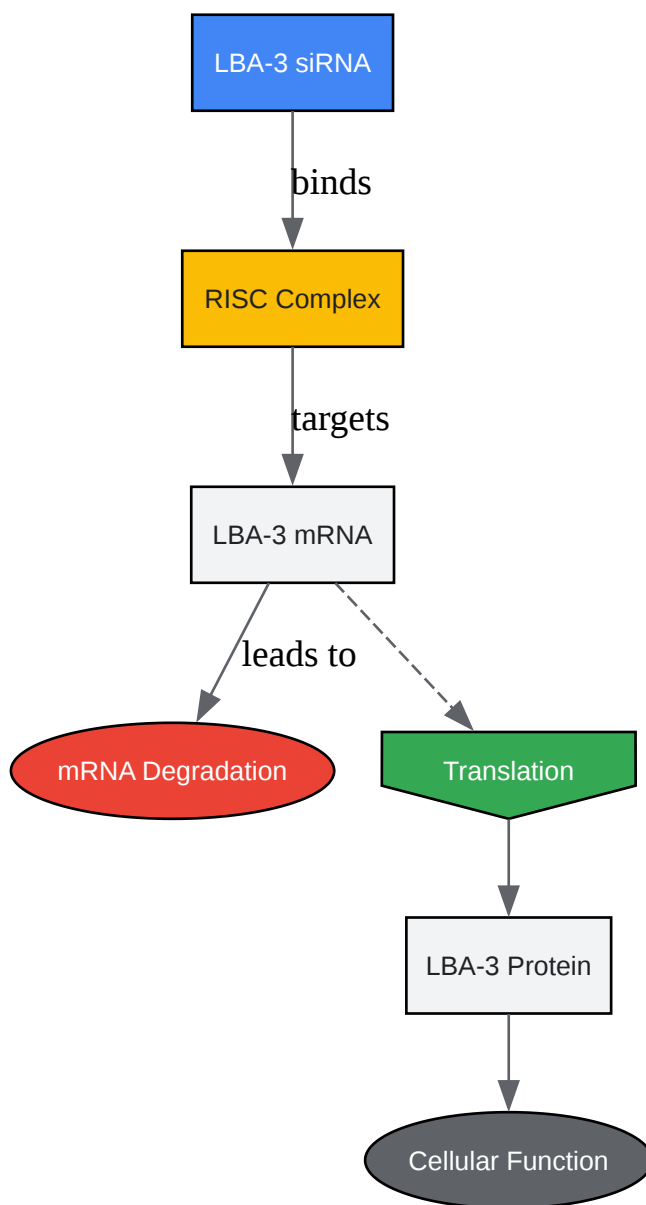 LBA-3 siRNA
binds
RISC Complex
targets
LBA-3 mRNA
leads to
mRNA Degradation
Translation
LBA-3 Protein
Cellular Function